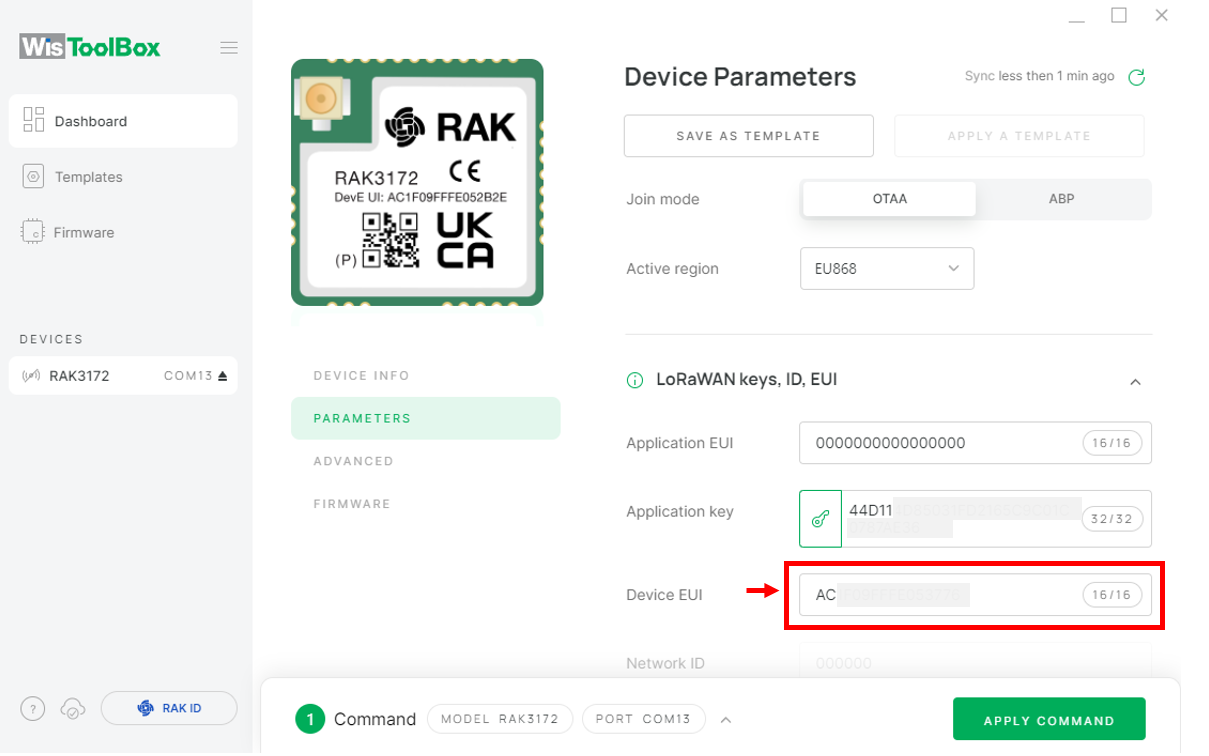 WisToolBox
Dashboard
Templates
Firmware
DEVICES
RAK3172 COM13
? RAK ID
RAK
RAK3172
DevE UI: AC1F09FFFE052B2E
(P)
UK
CA
DEVICE INFO
PARAMETERS
ADVANCED
FIRMWARE
Device Parameters
Sync less then 1 min ago
SAVE AS TEMPLATE
APPLY A TEMPLATE
Join mode OTAA ABP
Active region EU868
LoRaWAN keys, ID, EUI
Application EUI 0000000000000000 16/16
Application key 44D11 32/32
Device EUI AC 16/16
Network ID 000000
1 Command MODEL RAK3172 PORT COM13
APPLY COMMAND